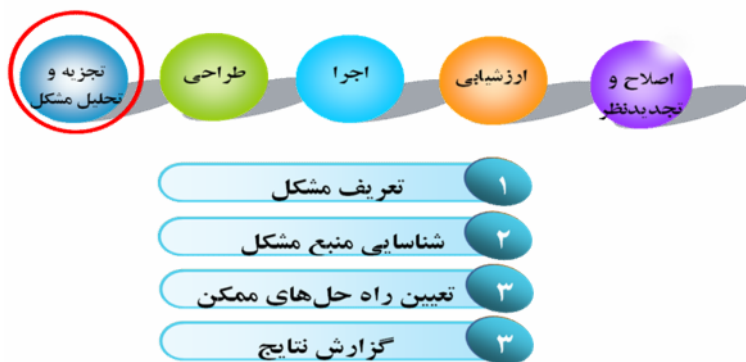 تجزیه و
تحلیل مشکل
طراحی
اجرا
ارزشیابی
اصلاح و
تجدیدنظر
۱ تعریف مشکل
۲ شناسایی منبع مشکل
۳ تعیین راه حل‌های ممکن
۳ گزارش نتایج